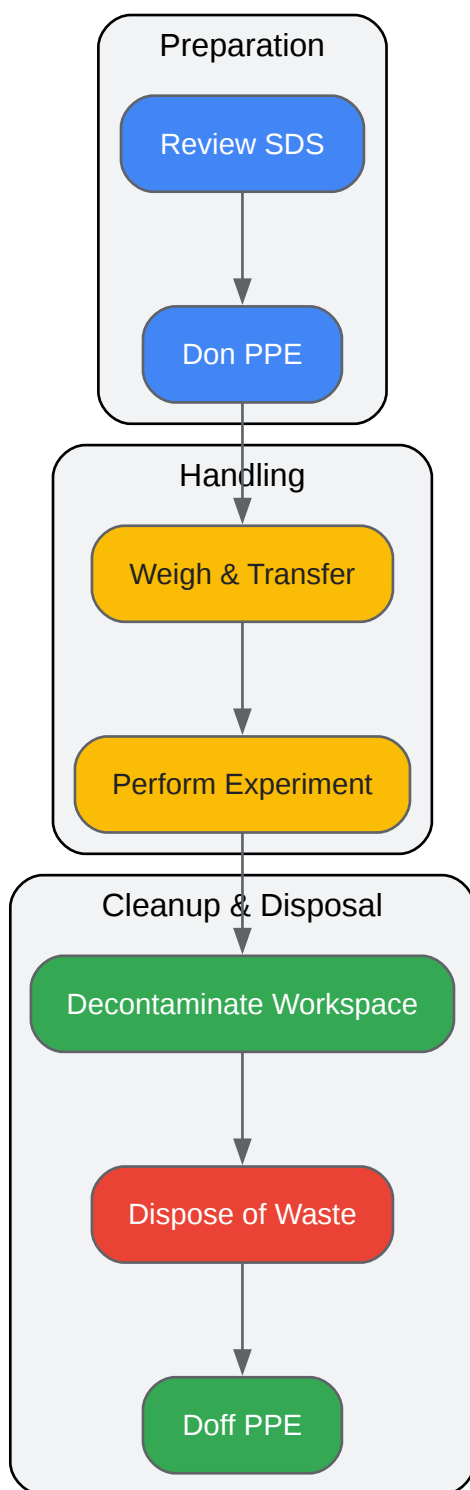 Preparation
Review SDS
Don PPE
Handling
Weigh & Transfer
Perform Experiment
Cleanup & Disposal
Decontaminate Workspace
Dispose of Waste
Doff PPE